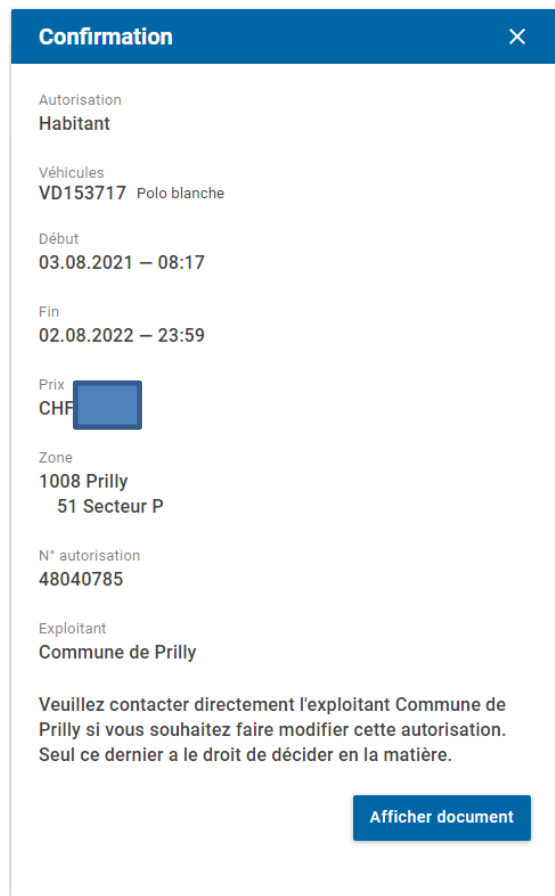 Confirmation
Autorisation
Habitant
Véhicules
VD153717 Polo blanche
Début
03.08.2021 — 08:17
Fin
02.08.2022 — 23:59
Prix
CHF
Zone
1008 Prilly
51 Secteur P
N° autorisation
48040785
Exploitant
Commune de Prilly
Veuillez contacter directement l'exploitant Commune de
Prilly si vous souhaitez faire modifier cette autorisation.
Seul ce dernier a le droit de décider en la matière.
Afficher document